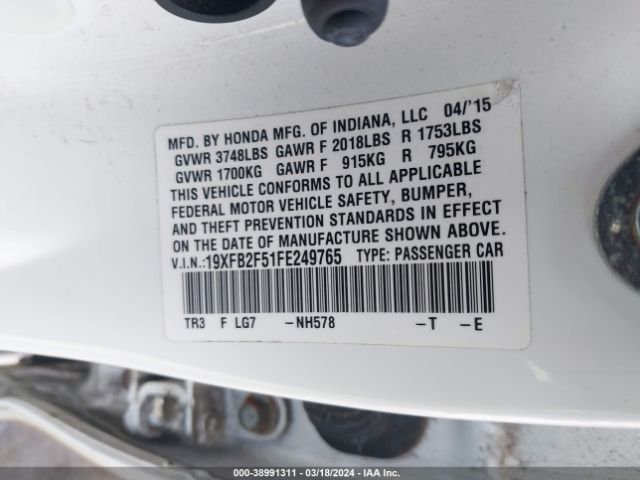 MFD. BY HONDA MFG. OF INDIANA, LLC 04/'15
GVWR 3748LBS GAWR F 2018LBS R 1753LBS
GVWR 1700KG GAWR F 915KG R 795KG
THIS VEHICLE CONFORMS TO ALL APPLICABLE
FEDERAL MOTOR VEHICLE SAFETY, BUMPER,
AND THEFT PREVENTION STANDARDS IN EFFECT
ON THE DATE OF MANUFACTURE SHOWN ABOVE.
V.I.N.:19XFB2F51FE249765 TYPE: PASSENGER CAR
TR3 F LG7 -NH578 -T -E
000-38991311 — 03/18/2024 — IAA Inc.